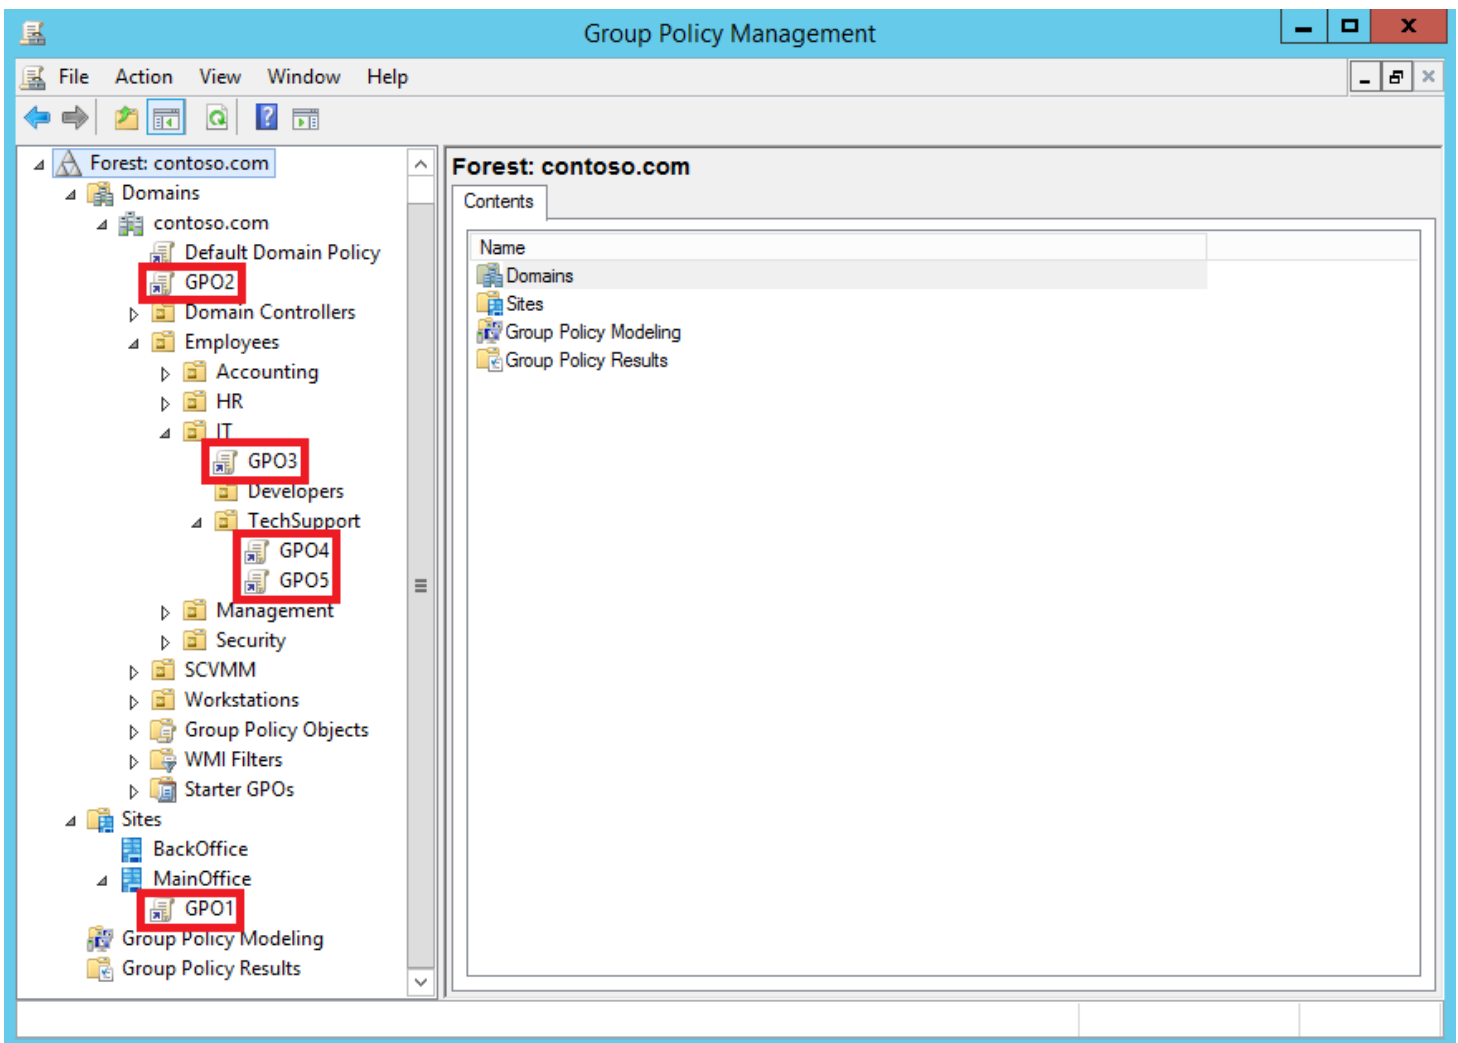 Group Policy Management
File Action View Window Help
Forest: contoso.com
Domains
contoso.com
Default Domain Policy
GPO2
Domain Controllers
Employees
Accounting
HR
IT
GPO3
Developers
TechSupport
GPO4
GPO5
Management
Security
SCVMM
Workstations
Group Policy Objects
WMI Filters
Starter GPOs
Sites
BackOffice
MainOffice
GPO1
Group Policy Modeling
Group Policy Results
Forest: contoso.com
Contents
Name
Domains
Sites
Group Policy Modeling
Group Policy Results